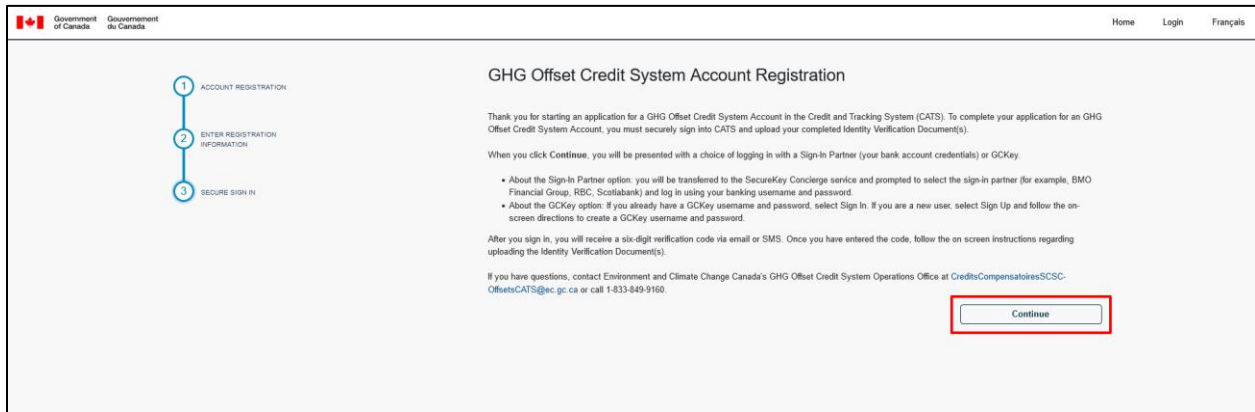 Government of Canada
Gouvernement du Canada
Home Login Français
1 ACCOUNT REGISTRATION
2 ENTER REGISTRATION INFORMATION
3 SECURE SIGN IN
GHG Offset Credit System Account Registration
Thank you for starting an application for a GHG Offset Credit System Account in the Credit and Tracking System (CATS). To complete your application for an GHG
Offset Credit System Account, you must securely sign into CATS and upload your completed Identity Verification Document(s).
When you click Continue, you will be presented with a choice of logging in with a Sign-In Partner (your bank account credentials) or GCKey.
• About the Sign-In Partner option: you will be transferred to the SecureKey Concierge service and prompted to select the sign-in partner (for example, BMO
Financial Group, RBC, Scotiabank) and log in using your banking username and password.
• About the GCKey option: If you already have a GCKey username and password, select Sign In. If you are a new user, select Sign Up and follow the on-
screen directions to create a GCKey username and password.
After you sign in, you will receive a six-digit verification code via email or SMS. Once you have entered the code, follow the on screen instructions regarding
uploading the Identity Verification Document(s).
If you have questions, contact Environment and Climate Change Canada's GHG Offset Credit System Operations Office at CreditsCompensatoiresSCSC-
OffsetsCATS@ec.gc.ca or call 1-833-849-9160.
Continue